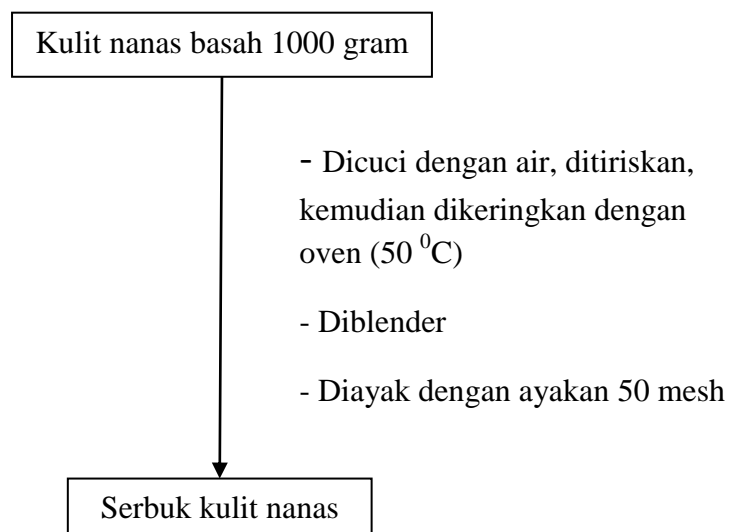 Kulit nanas basah 1000 gram
- Dicuci dengan air, ditiriskan,
kemudian dikeringkan dengan
oven (50 ⁰C)
- Diblender
- Diayak dengan ayakan 50 mesh
Serbuk kulit nanas